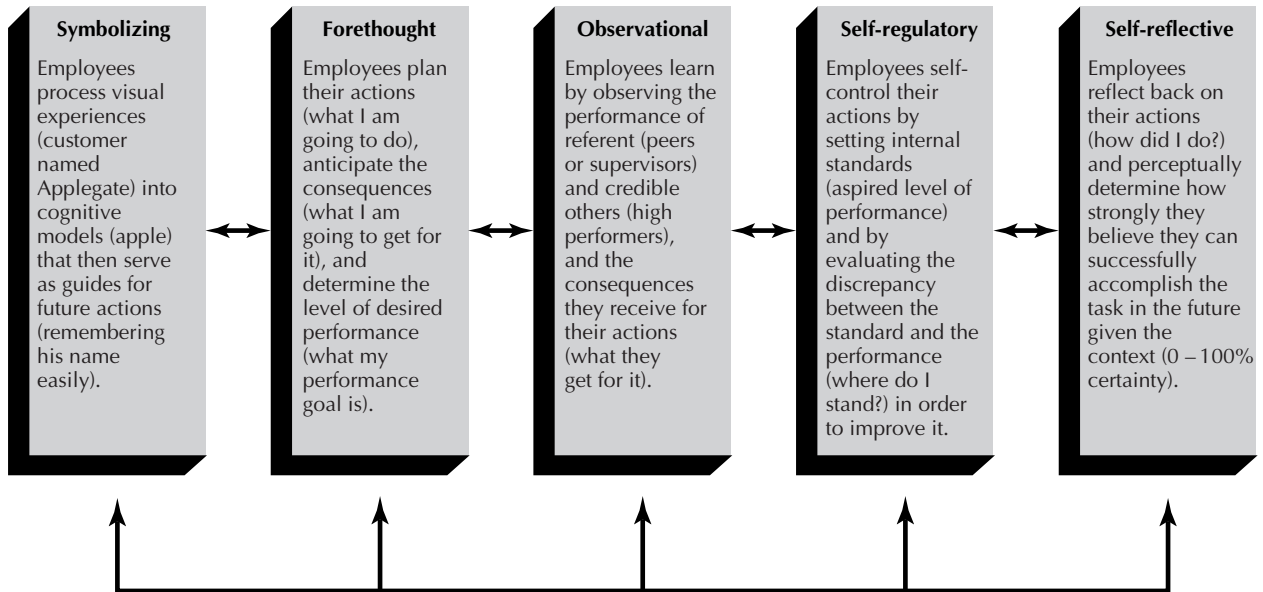 Symbolizing
Employees
process visual
experiences
(customer
named
Applegate) into
cognitive
models (apple)
that then serve
as guides for
future actions
(remembering
his name
easily).
Forethought
Employees plan
their actions
(what I am
going to do),
anticipate the
consequences
(what I am
going to get for
it), and
determine the
level of desired
performance
(what my
performance
goal is).
Observational
Employees learn
by observing the
performance of
referent (peers
or supervisors)
and credible
others (high
performers),
and the
consequences
they receive for
their actions
(what they
get for it).
Self-regulatory
Employees self-
control their
actions by
setting internal
standards
(aspired level of
performance)
and by
evaluating the
discrepancy
between the
standard and the
performance
(where do I
stand?) in order
to improve it.
Self-reflective
Employees
reflect back on
their actions
(how did I do?)
and perceptually
determine how
strongly they
believe they can
successfully
accomplish the
task in the future
given the
context (0 – 100%
certainty).